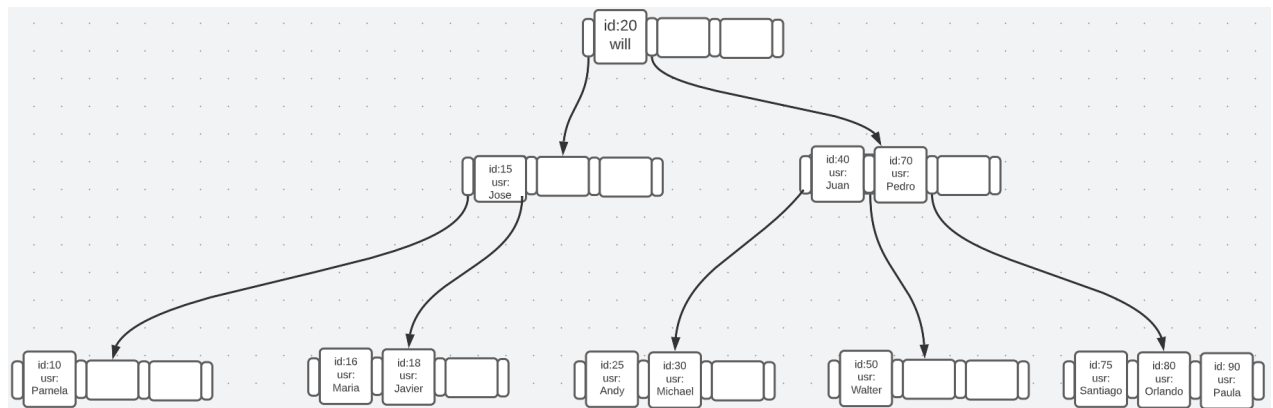 id:20
will
id:15
usr:
Jose
id:40
usr:
Juan
id:70
usr:
Pedro
id:10
usr:
Pamela
id:16
usr:
Maria
id:18
usr:
Javier
id:25
usr:
Andy
id:30
usr:
Michael
id:50
usr:
Walter
id:75
usr:
Santiago
id:80
usr:
Orlando
id: 90
usr:
Paula